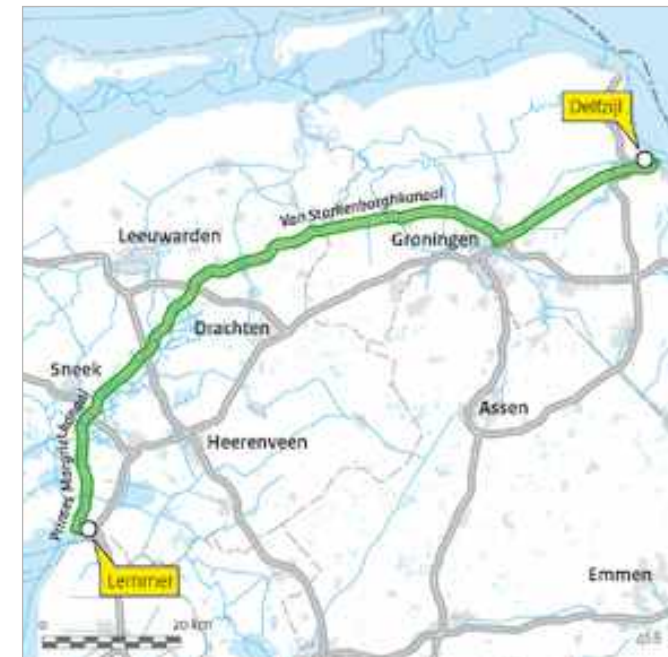 Delfzijl
Van Starkenborghkanaal
Leeuwarden
Groningen
Drachten
Sneek
Prinses Margrietkanaal
Assen
Heerenveen
Lemmer
Emmen
0
20 km